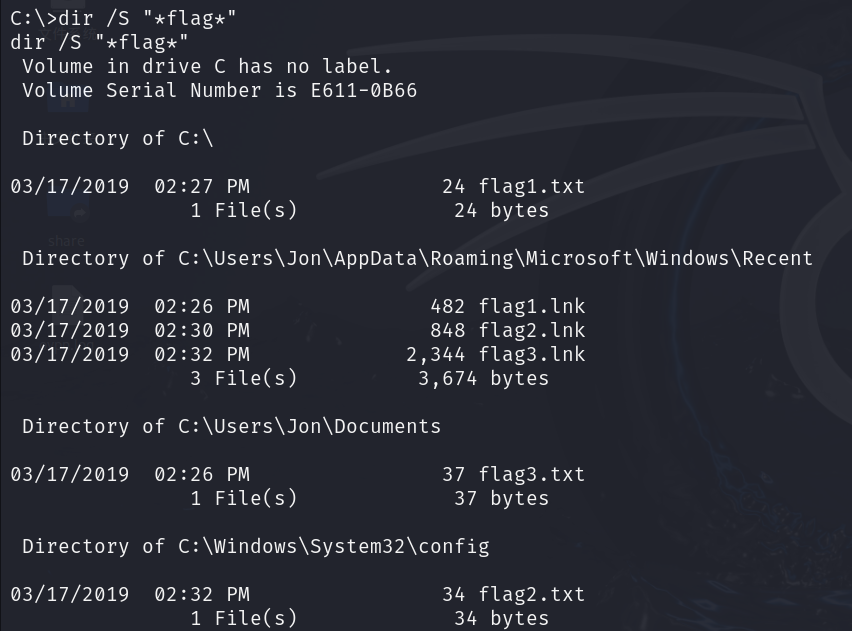 C:\>dir /S "*flag*"
dir /S "*flag*"
 Volume in drive C has no label.
 Volume Serial Number is E611-0B66

 Directory of C:\

03/17/2019  02:27 PM                24 flag1.txt
               1 File(s)             24 bytes

 Directory of C:\Users\Jon\AppData\Roaming\Microsoft\Windows\Recent

03/17/2019  02:26 PM               482 flag1.lnk
03/17/2019  02:30 PM               848 flag2.lnk
03/17/2019  02:32 PM             2,344 flag3.lnk
               3 File(s)          3,674 bytes

 Directory of C:\Users\Jon\Documents

03/17/2019  02:26 PM                37 flag3.txt
               1 File(s)             37 bytes

 Directory of C:\Windows\System32\config

03/17/2019  02:32 PM                34 flag2.txt
               1 File(s)             34 bytes
share